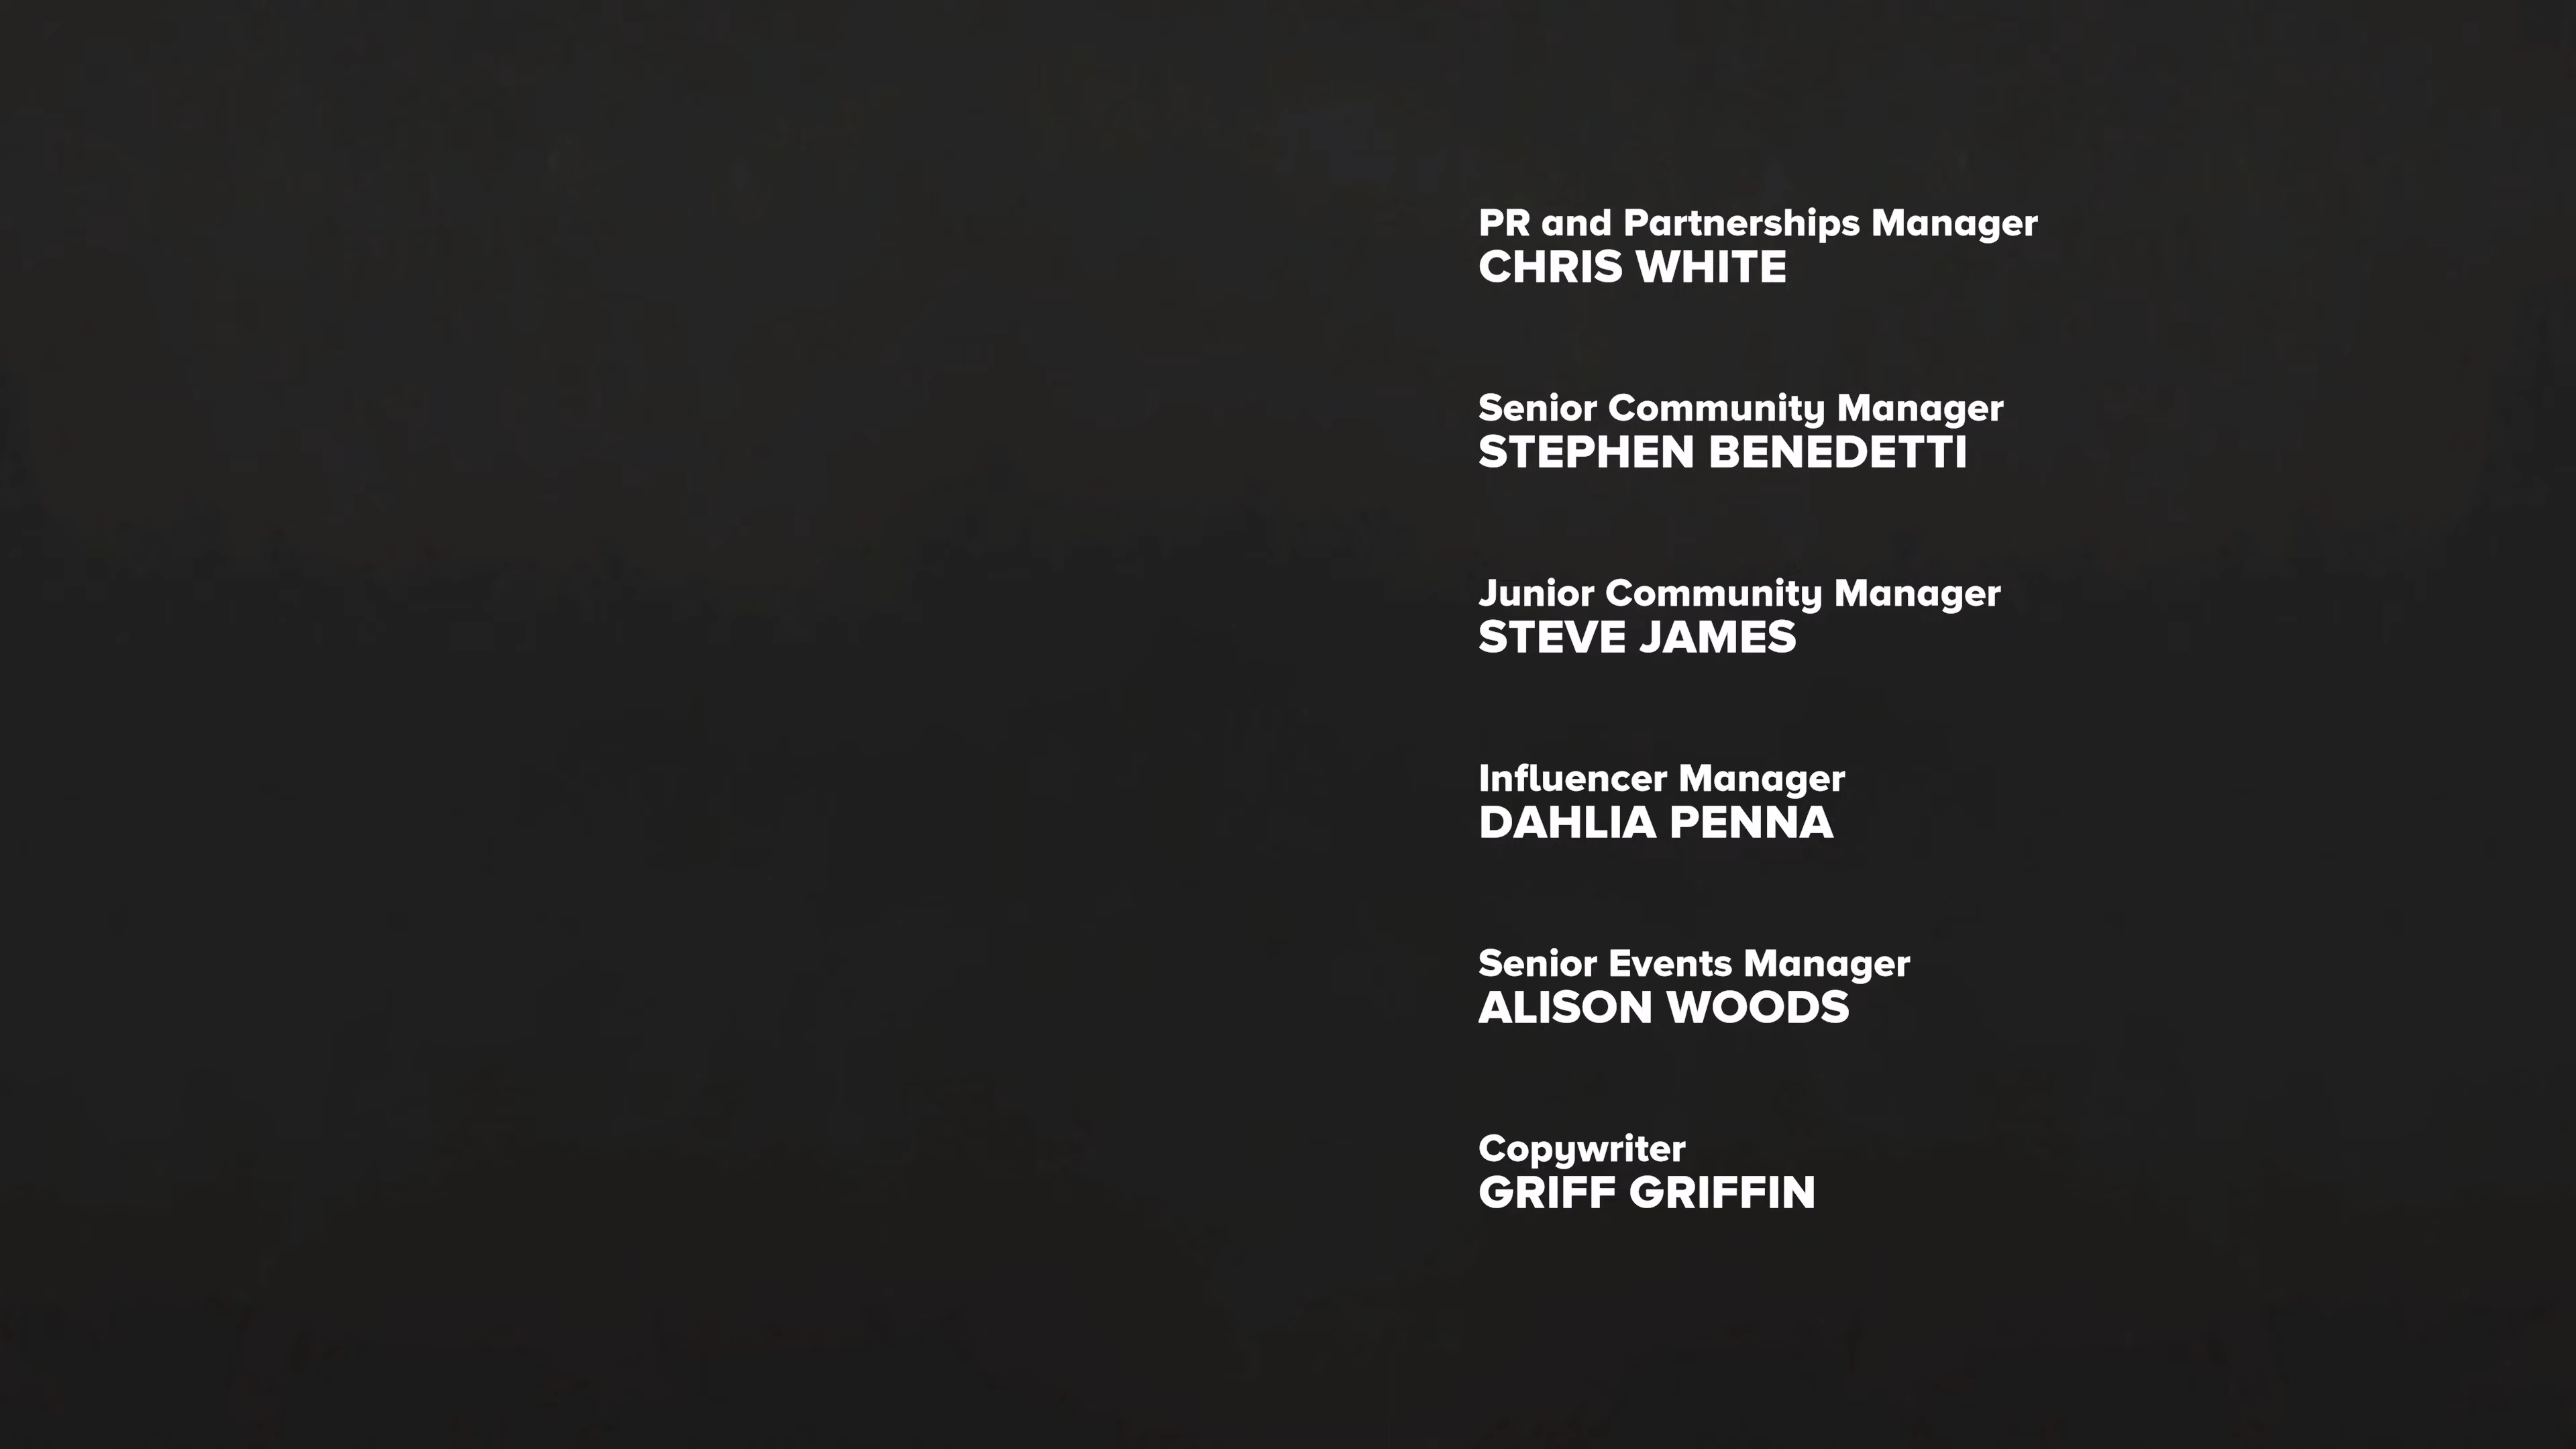 PR and Partnerships Manager
CHRIS WHITE
Senior Community Manager
STEPHEN BENEDETTI
Junior Community Manager
STEVE JAMES
Influencer Manager
DAHLIA PENNA
Senior Events Manager
ALISON WOODS
Copywriter
GRIFF GRIFFIN